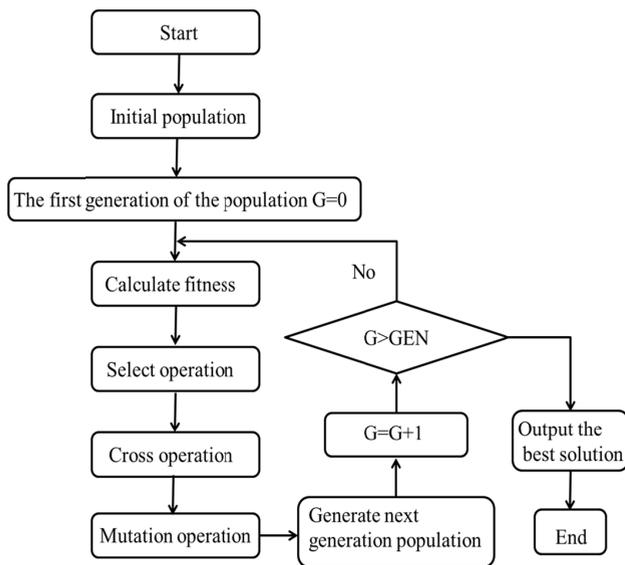 Start
Initial population
The first generation of the population G=0
Calculate fitness
Select operation
Cross operation
Mutation operation
Generate next
generation population
G=G+1
G>GEN
No
Output the
best solution
End